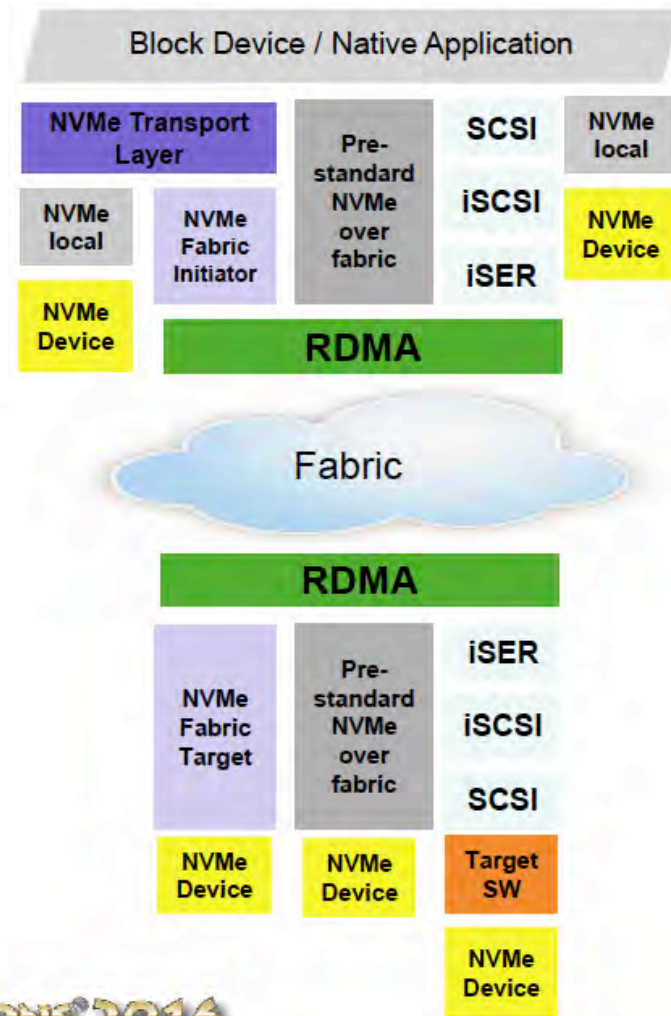 Block Device / Native Application
NVMe Transport
Layer
NVMe
local
NVMe
Device
NVMe
Fabric
Initiator
Pre-
standard
NVMe
over
fabric
SCSI
iSCSI
iSER
NVMe
local
NVMe
Device
RDMA
Fabric
RDMA
NVMe
Fabric
Target
NVMe
Device
Pre-
standard
NVMe
over
fabric
NVMe
Device
iSER
iSCSI
SCSI
Target
SW
NVMe
Device
2016